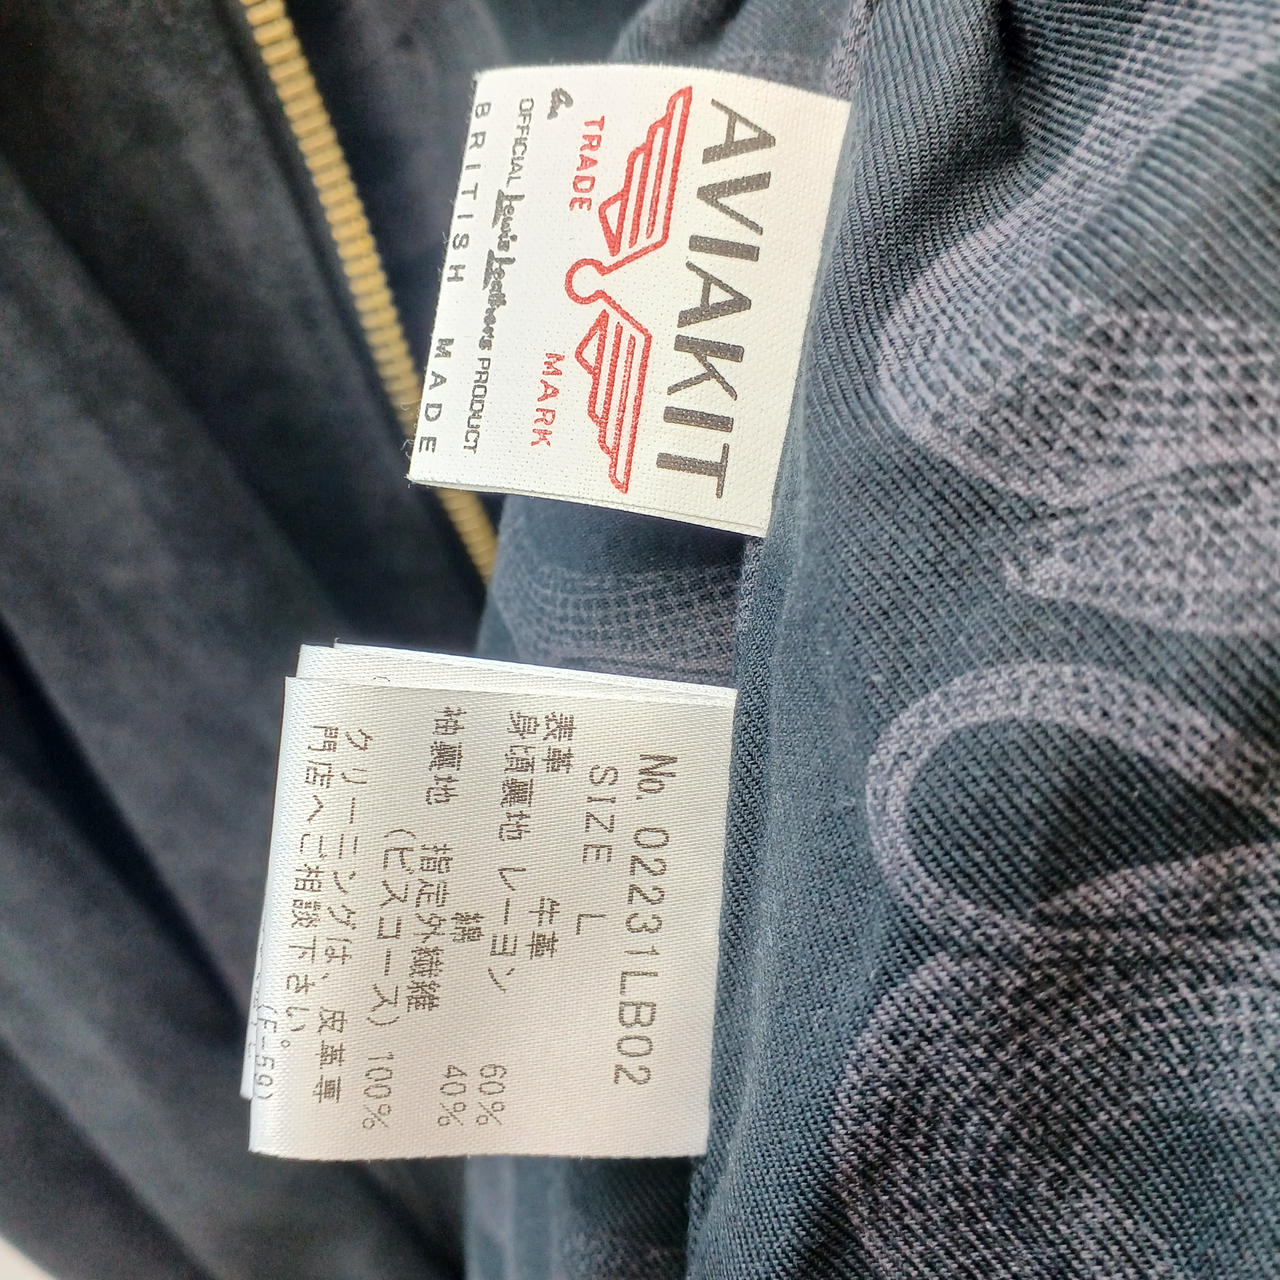 AVIAKIT
TRADE MARK
OFFICIAL Lewis Leathers PRODUCT
BRITISH MADE
No. 02231LB02
SIZE L
表革 牛革
身頃裏地 レーヨン 60%
綿 40%
袖裏地 指定外繊維
(ビスコース) 100%
クリーニングは、皮革専
門店へご相談下さい。
(F-59)